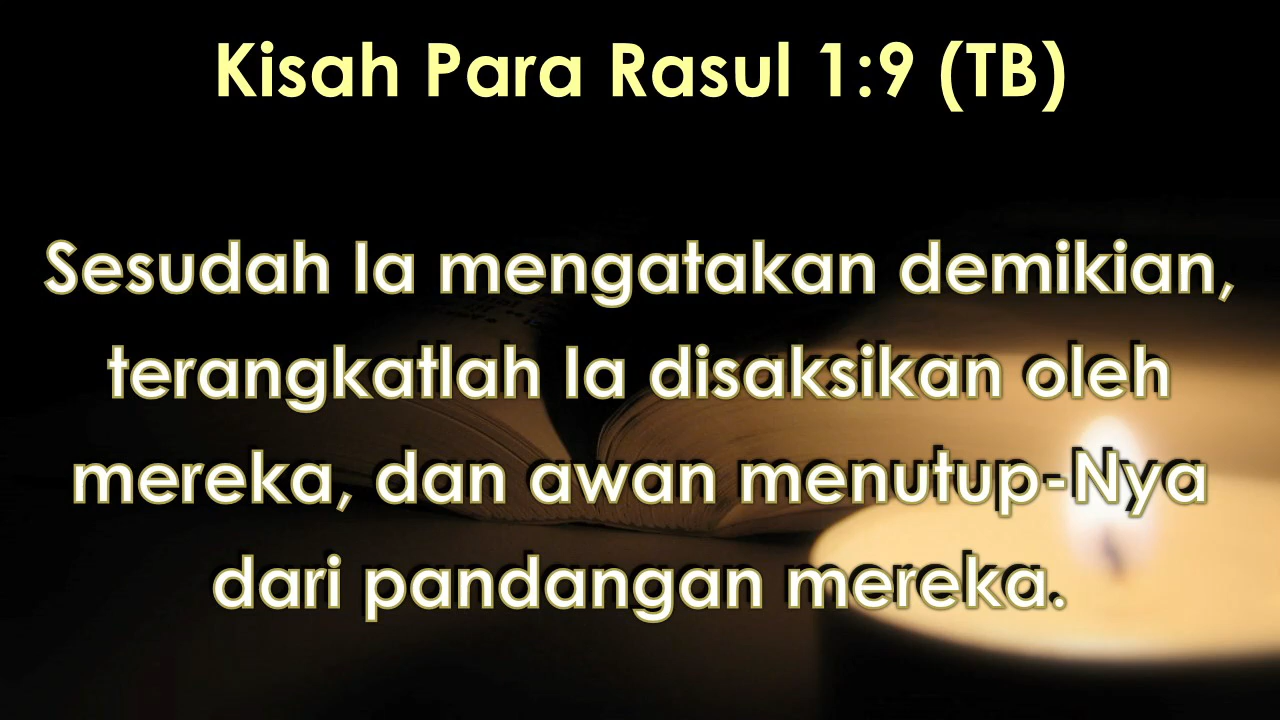 Kisah Para Rasul 1:9 (TB)
Sesudah Ia mengatakan demikian,
terangkatlah Ia disaksikan oleh
mereka, dan awan menutup-Nya
dari pandangan mereka.